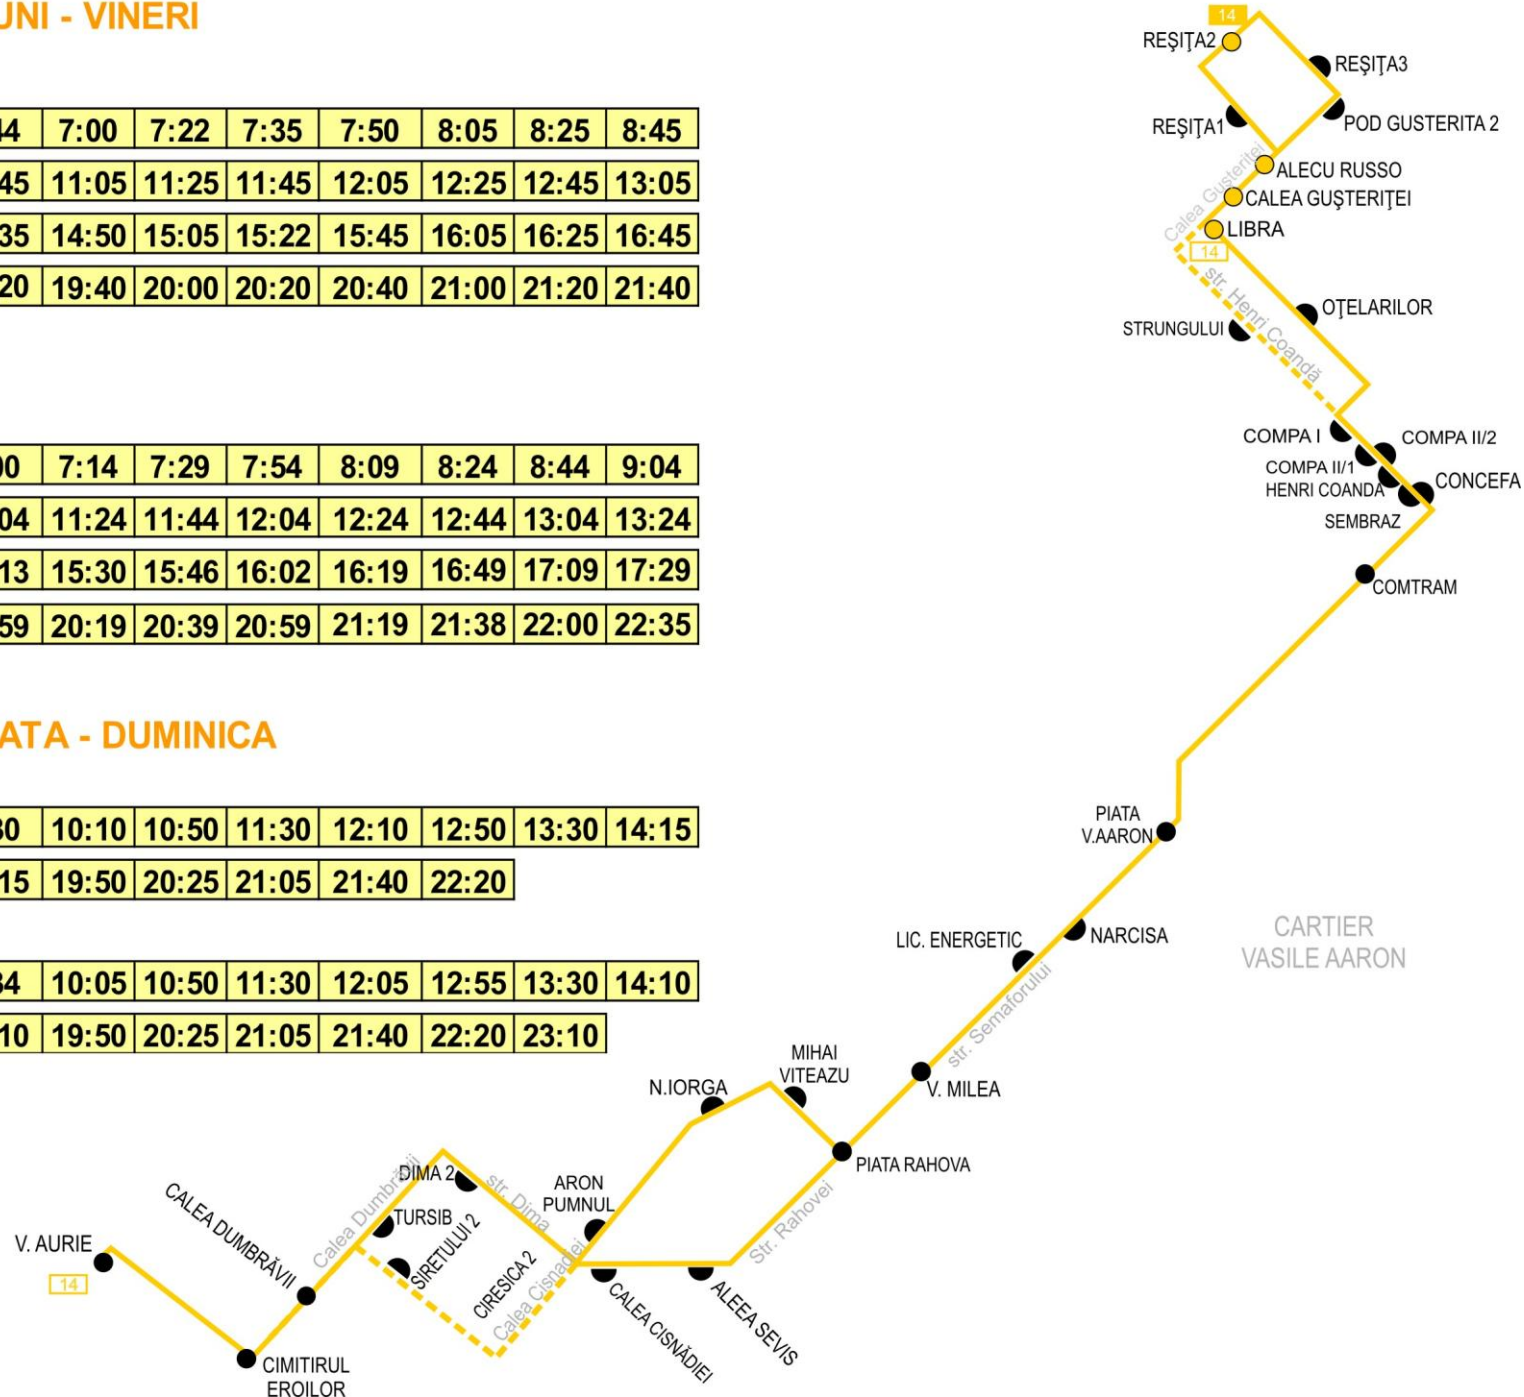 UNI - VINERI
44 7:00 7:22 7:35 7:50 8:05 8:25 8:45
45 11:05 11:25 11:45 12:05 12:25 12:45 13:05
35 14:50 15:05 15:22 15:45 16:05 16:25 16:45
20 19:40 20:00 20:20 20:40 21:00 21:20 21:40
00 7:14 7:29 7:54 8:09 8:24 8:44 9:04
04 11:24 11:44 12:04 12:24 12:44 13:04 13:24
13 15:30 15:46 16:02 16:19 16:49 17:09 17:29
59 20:19 20:39 20:59 21:19 21:38 22:00 22:35
ATA - DUMINICA
30 10:10 10:50 11:30 12:10 12:50 13:30 14:15
15 19:50 20:25 21:05 21:40 22:20
34 10:05 10:50 11:30 12:05 12:55 13:30 14:10
10 19:50 20:25 21:05 21:40 22:20 23:10
14
REŞIŢA2
REŞIŢA3
REŞIŢA1
POD GUSTERITA 2
Calea Gusteriței
ALECU RUSSO
CALEA GUŞTERIŢEI
LIBRA
14
str. Henri Coandă
OŢELARILOR
STRUNGULUI
COMPA I
COMPA II/2
COMPA II/1
HENRI COANDA
CONCEFA
SEMBRAZ
COMTRAM
PIATA
V.AARON
CARTIER
VASILE AARON
NARCISA
LIC. ENERGETIC
str. Semaforului
V. MILEA
MIHAI
VITEAZU
N.IORGA
PIATA RAHOVA
Str. Rahovei
ARON
PUMNUL
DIMA 2
str. Dima
Calea Dumbrăvii
TURSIB
SIRETULUI 2
CIRESICA 2
Calea Cisnadiei
CALEA CISNĂDIEI
ALEEA SEVIS
CALEA DUMBRĂVII
V. AURIE
14
CIMITIRUL
EROILOR